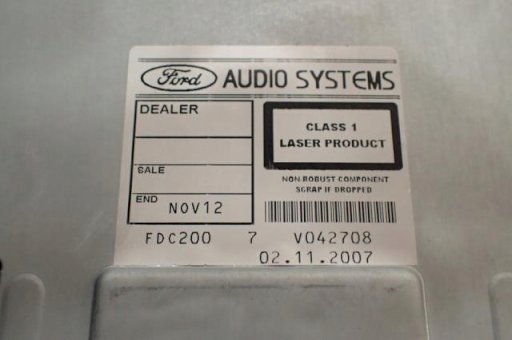 Ford AUDIO SYSTEMS
DEALER
CLASS 1
LASER PRODUCT
SALE
NON-ROBUST COMPONENT
SCRAP IF DROPPED
END NOV12
FDC200 7 V042708
02.11.2007